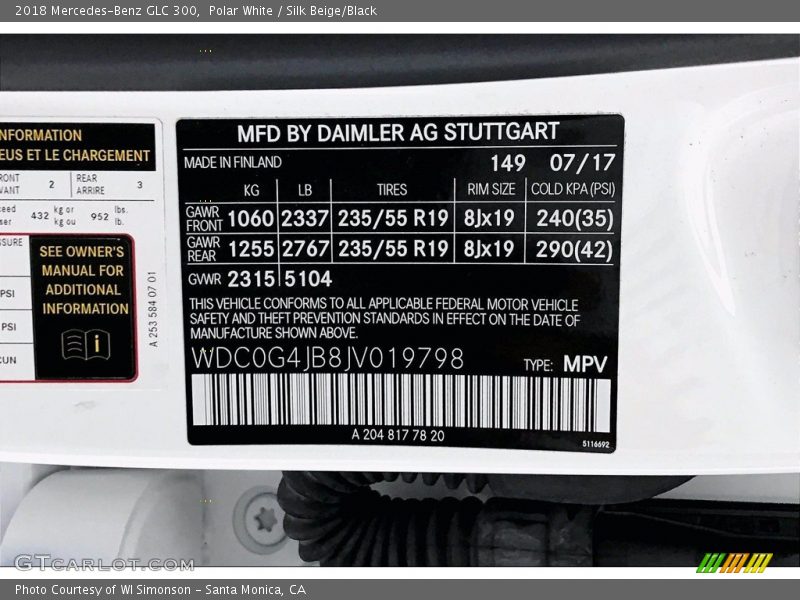 2018 Mercedes-Benz GLC 300, Polar White / Silk Beige/Black
NFORMATION
EUS ET LE CHARGEMENT
RONT 2 REAR 3
VANT ARRIERE
ceed 432 kg or 952 lbs.
ser kg ou lb.
SSURE
PSI
PSI
CUN
SEE OWNER'S
MANUAL FOR
ADDITIONAL
INFORMATION
i
A 253 584 07 01
MFD BY DAIMLER AG STUTTGART
MADE IN FINLAND 149 07/17
KG LB TIRES RIM SIZE COLD KPA (PSI)
GAWR FRONT 1060 2337 235/55 R19 8Jx19 240(35)
GAWR REAR 1255 2767 235/55 R19 8Jx19 290(42)
GVWR 2315 5104
THIS VEHICLE CONFORMS TO ALL APPLICABLE FEDERAL MOTOR VEHICLE
SAFETY AND THEFT PREVENTION STANDARDS IN EFFECT ON THE DATE OF
MANUFACTURE SHOWN ABOVE.
WDC0G4JB8JV019798 TYPE: MPV
A 204 817 78 20
5116692
GTCARLOT.COM
Photo Courtesy of WI Simonson - Santa Monica, CA